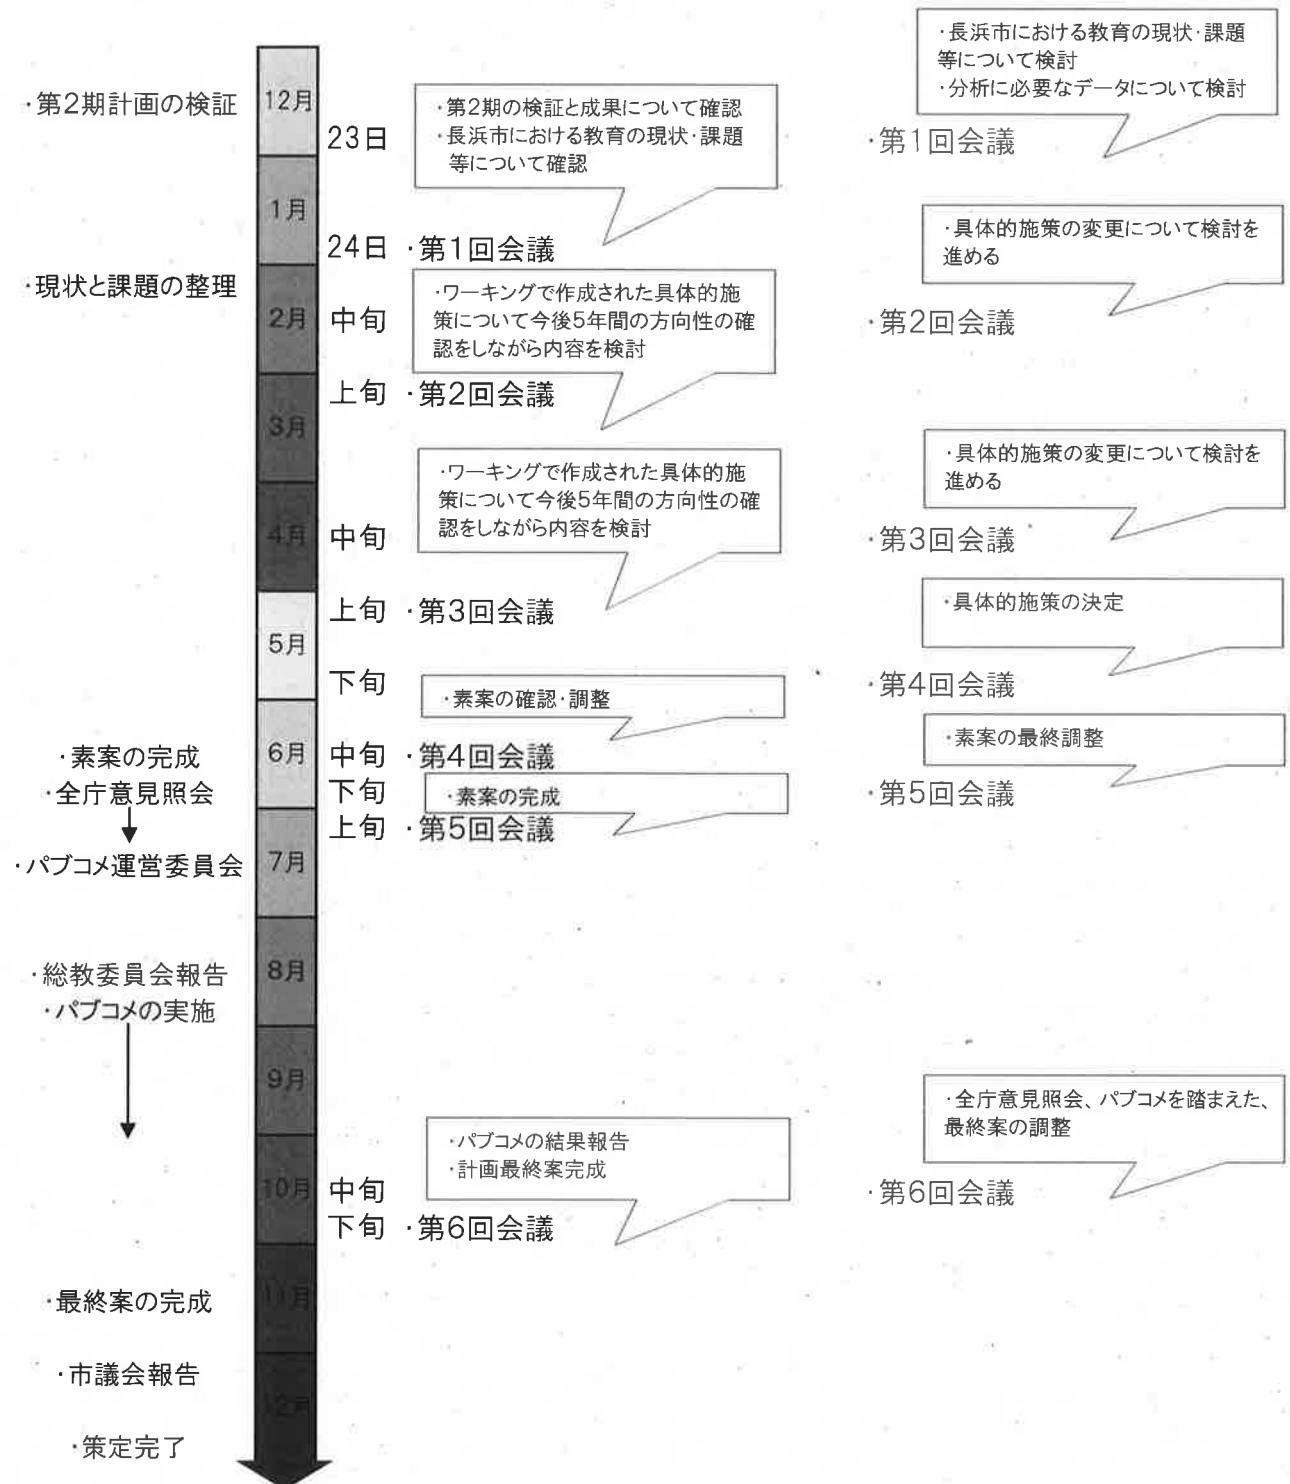 ・長浜市における教育の現状・課題
等について検討
・分析に必要なデータについて検討
・第2期計画の検証
12月
・第2期の検証と成果について確認
・長浜市における教育の現状・課題
等について確認
23日
・第1回会議
1月
・具体的施策の変更について検討を
進める
24日 ・第1回会議
・現状と課題の整理
2月
中旬
・ワーキングで作成された具体的施
策について今後5年間の方向性の確
認をしながら内容を検討
・第2回会議
上旬 ・第2回会議
3月
・具体的施策の変更について検討を
進める
・ワーキングで作成された具体的施
策について今後5年間の方向性の確
認をしながら内容を検討
4月
中旬
・第3回会議
・具体的施策の決定
上旬 ・第3回会議
5月
下旬
・第4回会議
・素案の確認・調整
・素案の最終調整
・素案の完成
6月
中旬 ・第4回会議
・全庁意見照会
下旬
・素案の完成
・第5回会議
上旬 ・第5回会議
・パブコメ運営委員会
7月
・総教委員会報告
8月
・パブコメの実施
9月
・全庁意見照会、パブコメを踏まえた、
最終案の調整
・パブコメの結果報告
・計画最終案完成
10月
中旬
・第6回会議
下旬 ・第6回会議
・最終案の完成
11月
・市議会報告
12月
・策定完了